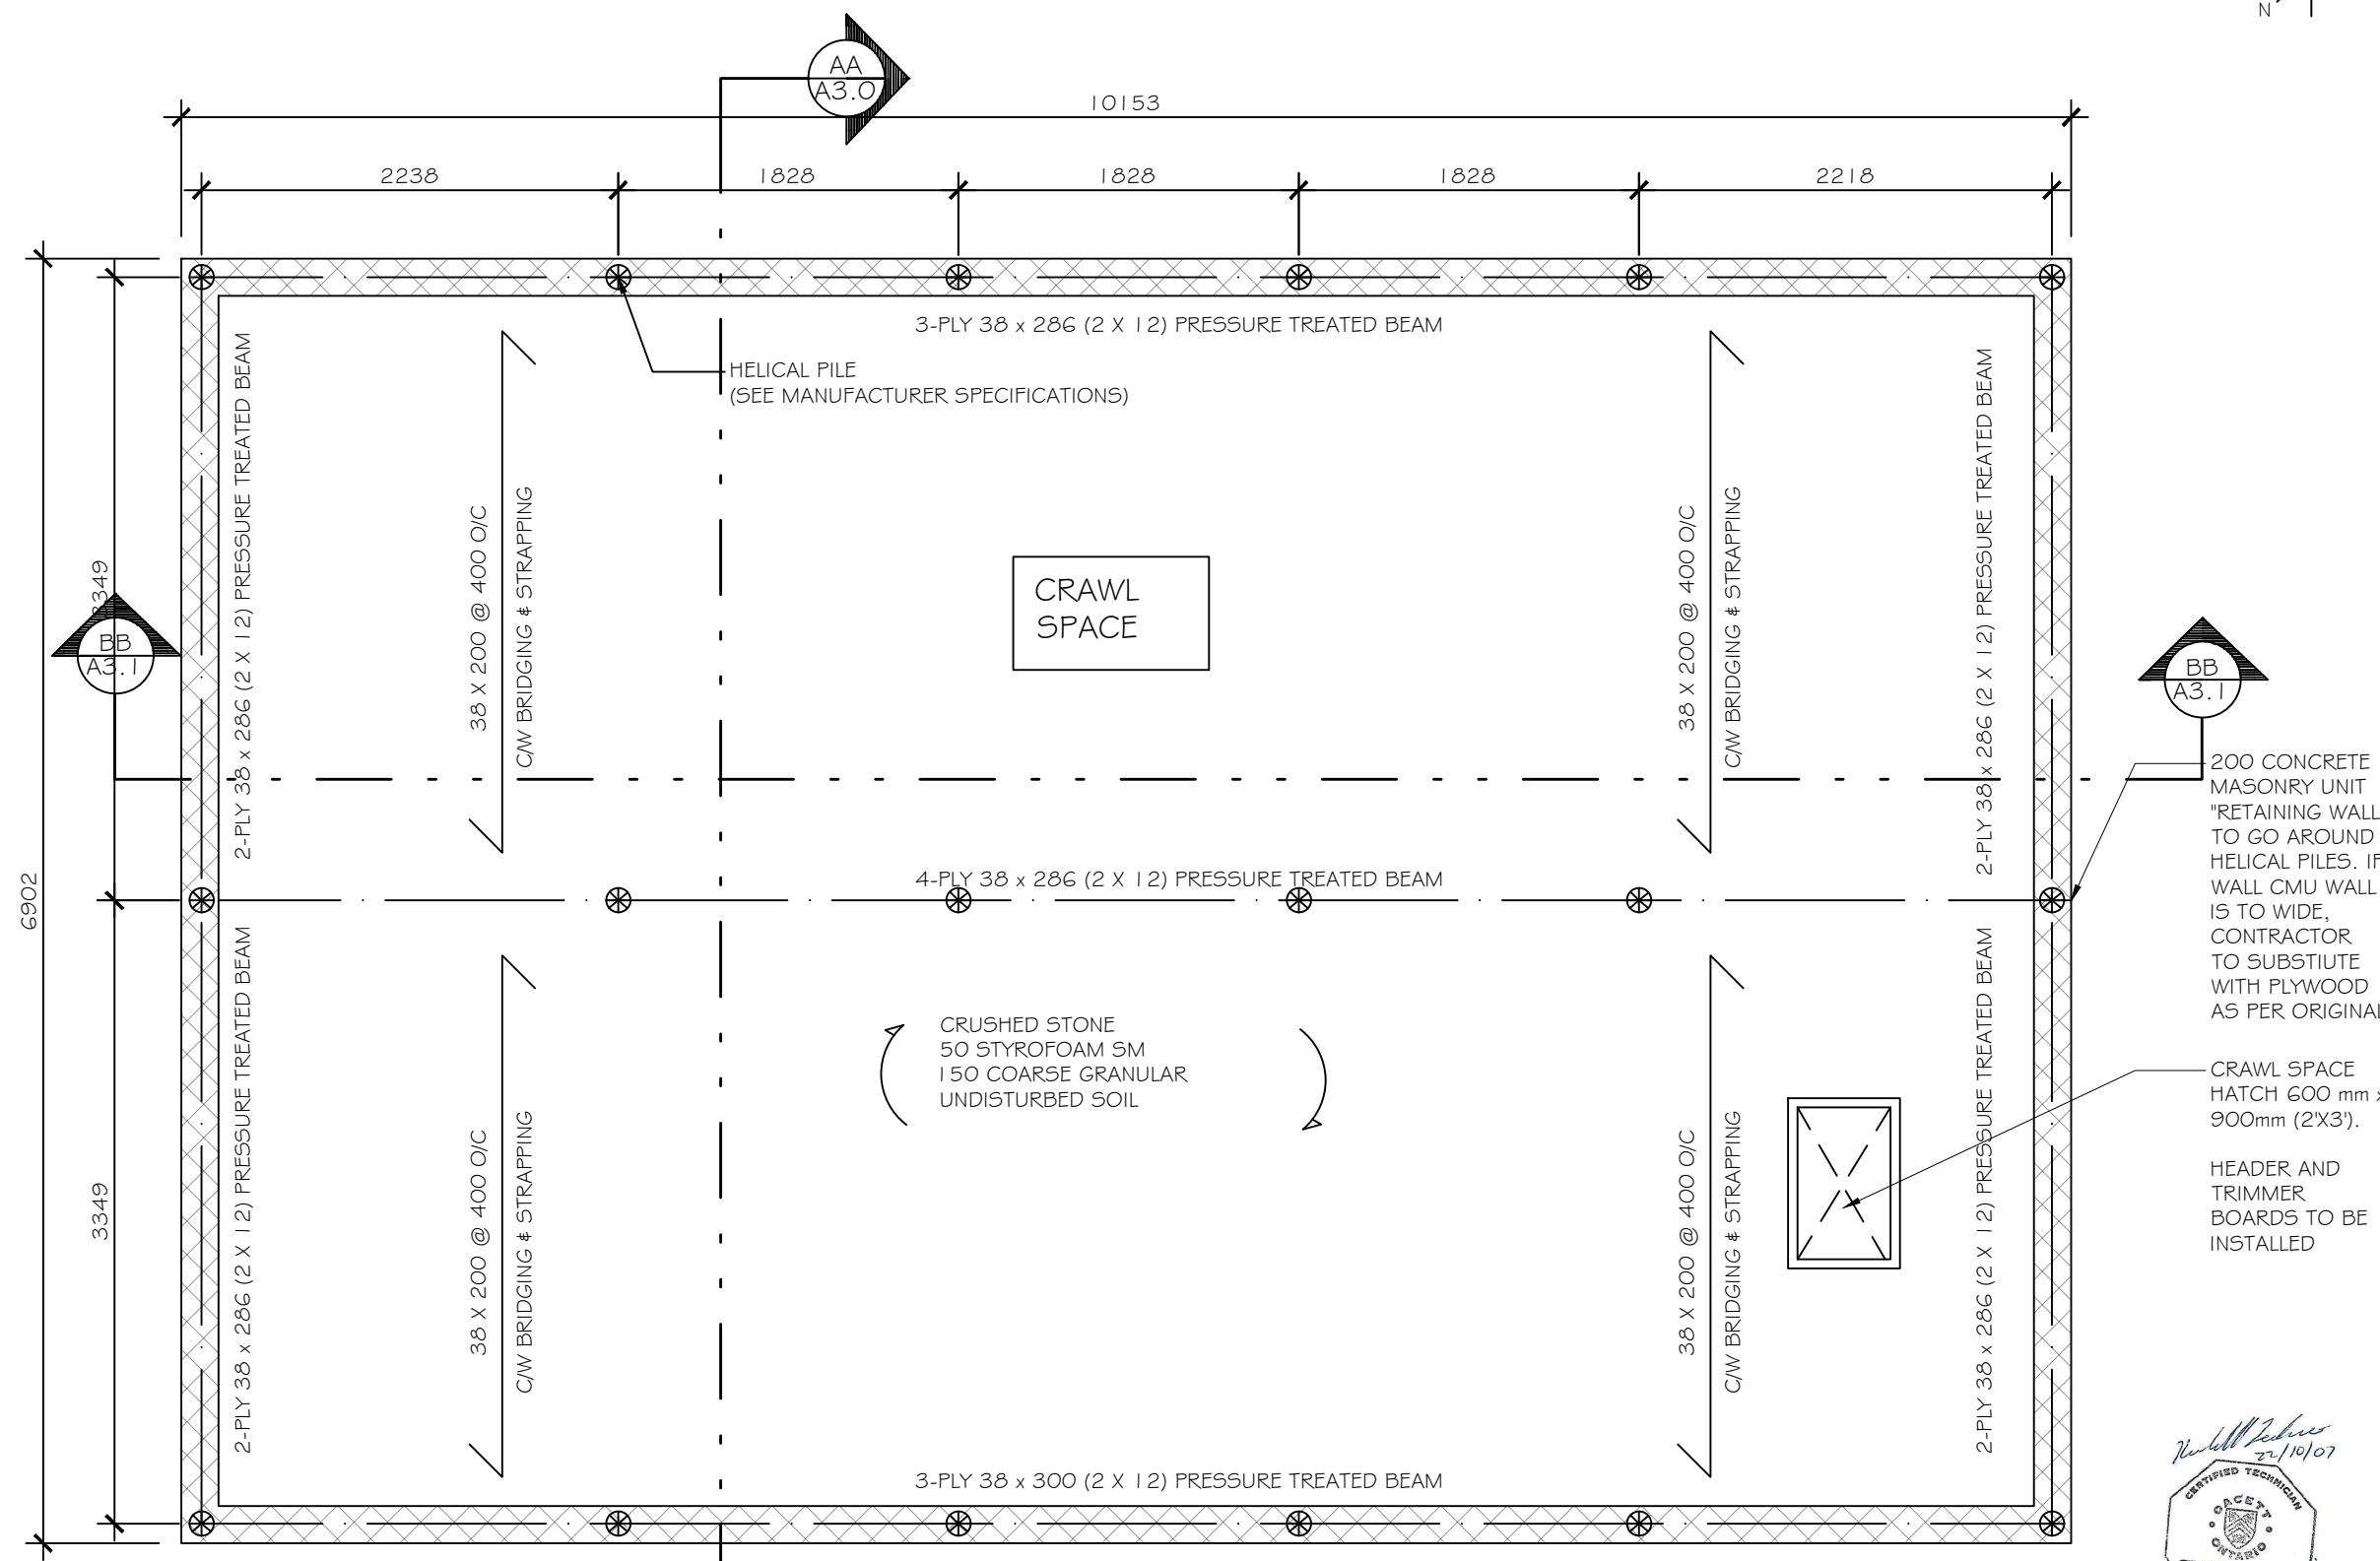 N
AA
A3.0
10153
2238
1828
1828
1828
2218
3-PLY 38 x 286 (2 X 12) PRESSURE TREATED BEAM
HELICAL PILE
(SEE MANUFACTURER SPECIFICATIONS)
2-PLY 38 x 286 (2 X 12) PRESSURE TREATED BEAM
38 X 200 @ 400 O/C
C/W BRIDGING & STRAPPING
CRAWL
SPACE
38 X 200 @ 400 O/C
C/W BRIDGING & STRAPPING
2-PLY 38 x 286 (2 X 12) PRESSURE TREATED BEAM
3349
BB
A3.1
BB
A3.1
6902
4-PLY 38 x 286 (2 X 12) PRESSURE TREATED BEAM
200 CONCRETE
MASONRY UNIT
"RETAINING WALL
TO GO AROUND
HELICAL PILES. IF
WALL CMU WALL
IS TO WIDE,
CONTRACTOR
TO SUBSTIUTE
WITH PLYWOOD
AS PER ORIGINAL
3349
2-PLY 38 x 286 (2 X 12) PRESSURE TREATED BEAM
38 X 200 @ 400 O/C
C/W BRIDGING & STRAPPING
CRUSHED STONE
50 STYROFOAM SM
150 COARSE GRANULAR
UNDISTURBED SOIL
38 X 200 @ 400 O/C
C/W BRIDGING & STRAPPING
2-PLY 38 x 286 (2 X 12) PRESSURE TREATED BEAM
CRAWL SPACE
HATCH 600 mm x
900mm (2'X3').
HEADER AND
TRIMMER
BOARDS TO BE
INSTALLED
3-PLY 38 x 300 (2 X 12) PRESSURE TREATED BEAM
22/10/07
CERTIFIED TECHNICIAN
OACETT
ONTARIO